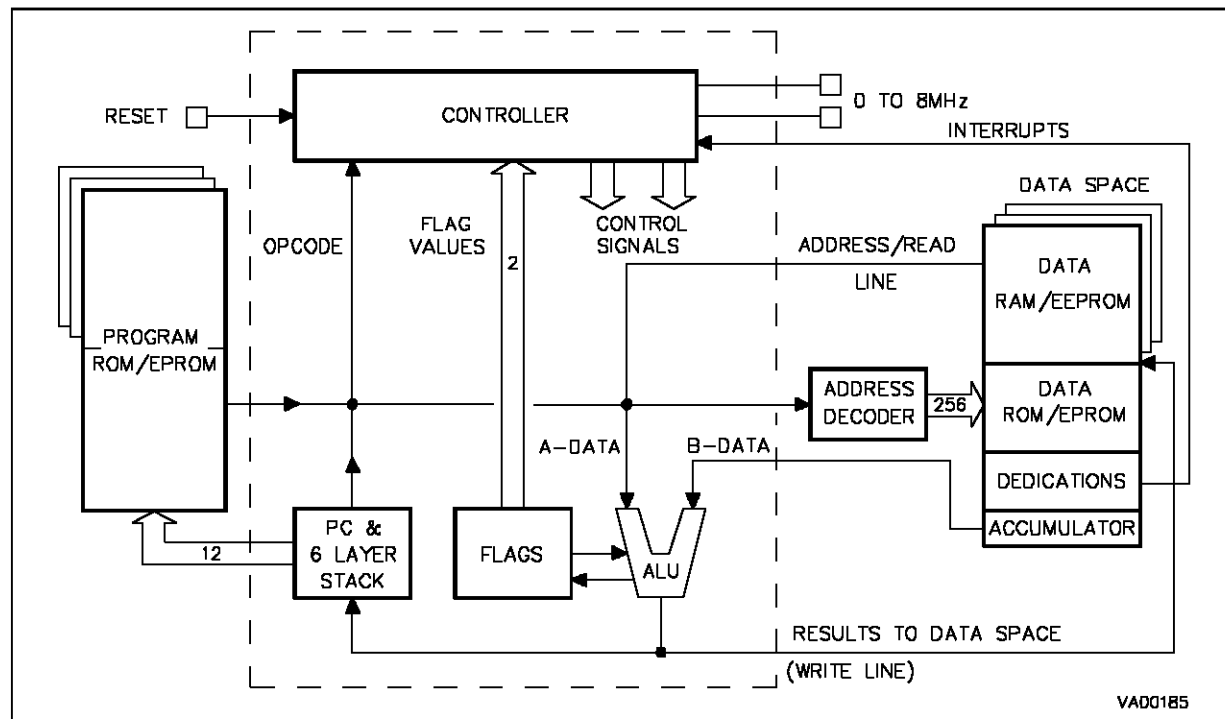 CONTROLLER
RESET
0 TO 8MHz
INTERRUPTS
DATA SPACE
OPCODE
FLAG
VALUES
2
CONTROL
SIGNALS
ADDRESS/READ
LINE
DATA
RAM/EEPROM
PROGRAM
ROM/EPROM
ADDRESS
DECODER
256
DATA
ROM/EPROM
A-DATA
B-DATA
DEDICATIONS
ACCUMULATOR
12
PC &
6 LAYER
STACK
FLAGS
ALU
RESULTS TO DATA SPACE
(WRITE LINE)
VA00185